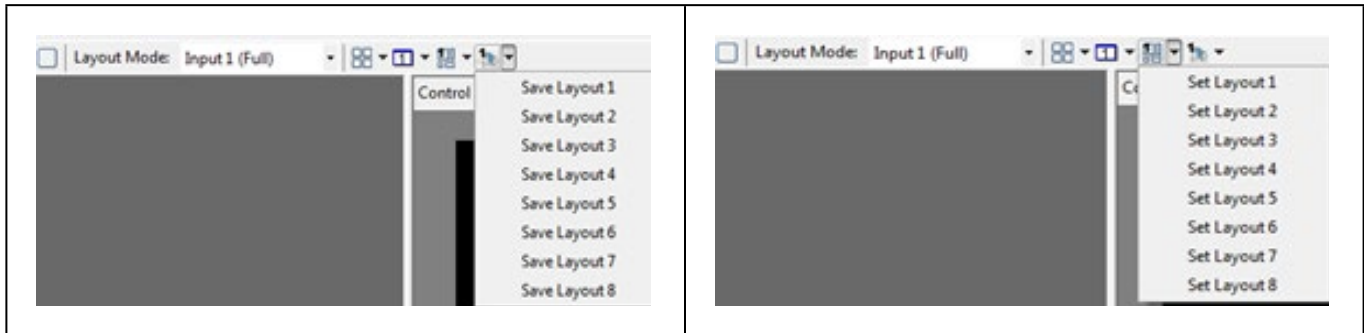 Layout Mode: Input 1 (Full)
Control
Save Layout 1
Save Layout 2
Save Layout 3
Save Layout 4
Save Layout 5
Save Layout 6
Save Layout 7
Save Layout 8
Layout Mode: Input 1 (Full)
Co
Set Layout 1
Set Layout 2
Set Layout 3
Set Layout 4
Set Layout 5
Set Layout 6
Set Layout 7
Set Layout 8